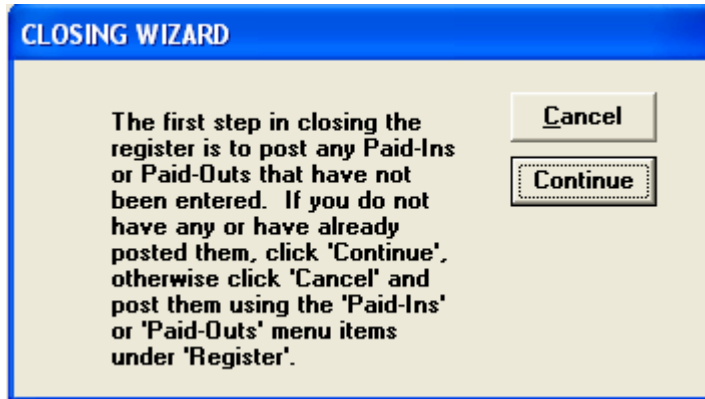 CLOSING WIZARD
The first step in closing the
register is to post any Paid-Ins
or Paid-Outs that have not
been entered.  If you do not
have any or have already
posted them, click 'Continue',
otherwise click 'Cancel' and
post them using the 'Paid-Ins'
or 'Paid-Outs' menu items
under 'Register'.
Cancel
Continue